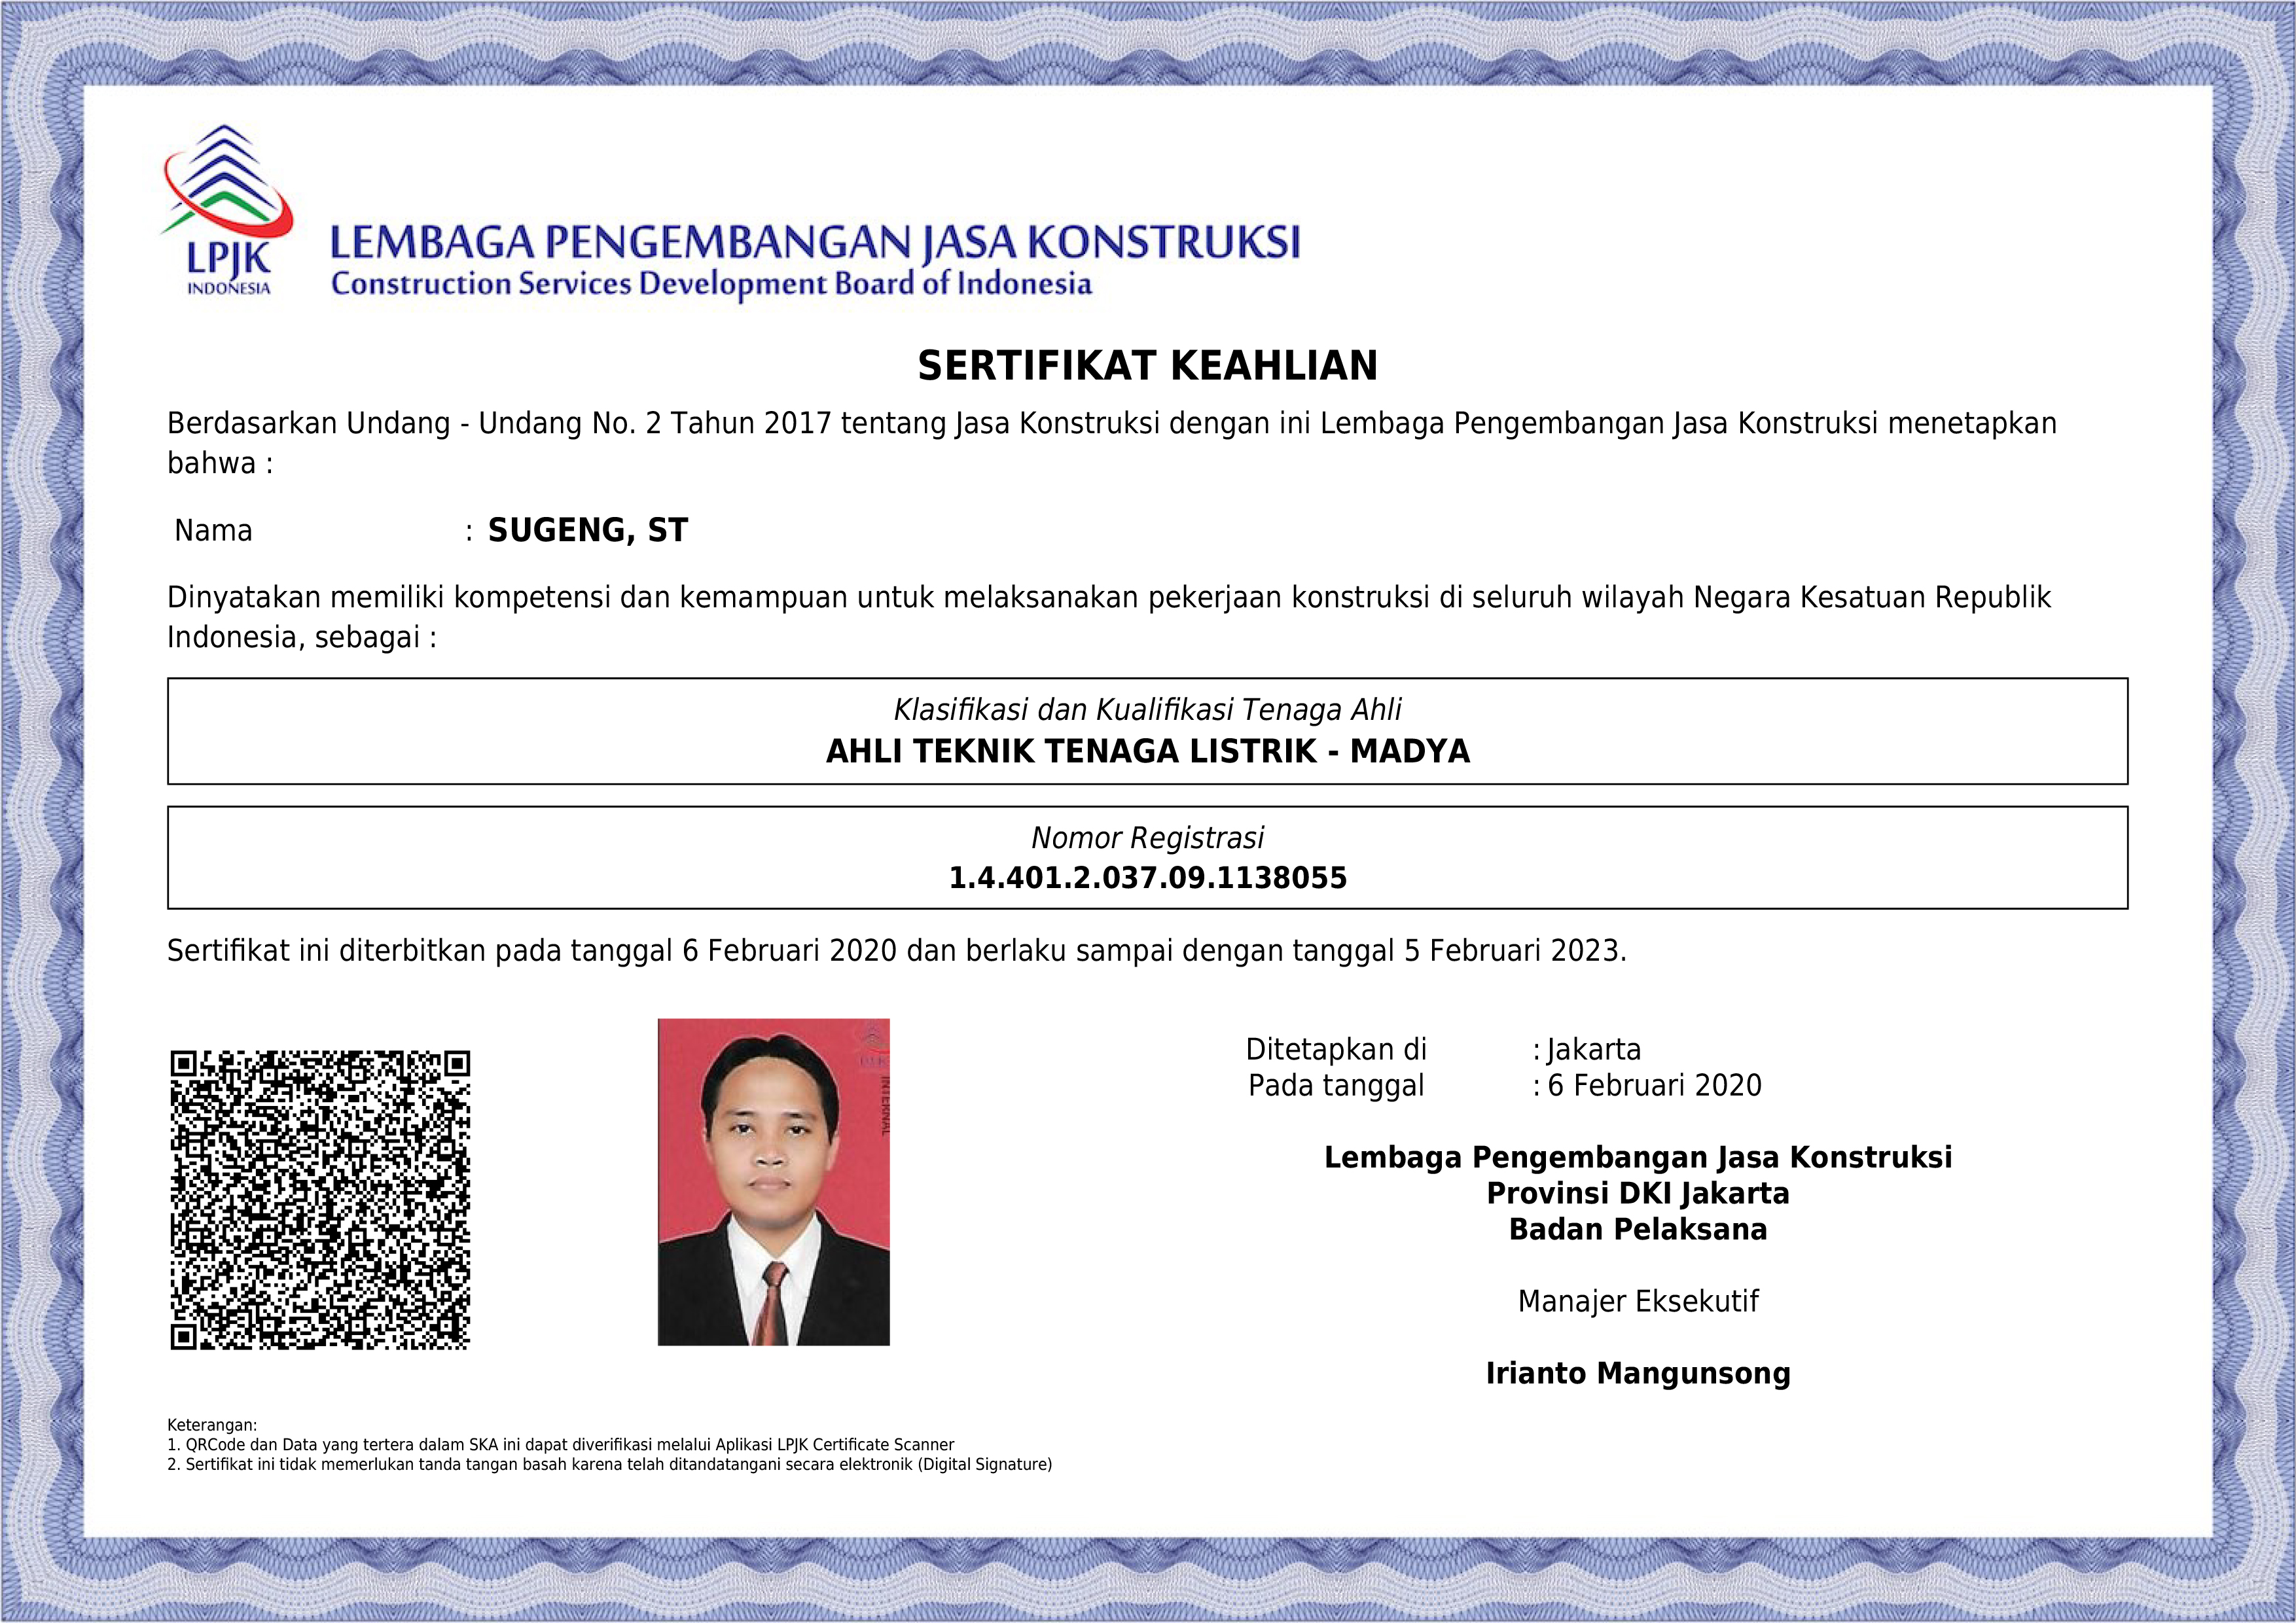 LPJK
INDONESIA
LEMBAGA PENGEMBANGAN JASA KONSTRUKSI
Construction Services Development Board of Indonesia
SERTIFIKAT KEAHLIAN
Berdasarkan Undang - Undang No. 2 Tahun 2017 tentang Jasa Konstruksi dengan ini Lembaga Pengembangan Jasa Konstruksi menetapkan
bahwa :
Nama : SUGENG, ST
Dinyatakan memiliki kompetensi dan kemampuan untuk melaksanakan pekerjaan konstruksi di seluruh wilayah Negara Kesatuan Republik
Indonesia, sebagai :
Klasifikasi dan Kualifikasi Tenaga Ahli
AHLI TEKNIK TENAGA LISTRIK - MADYA
Nomor Registrasi
1.4.401.2.037.09.1138055
Sertifikat ini diterbitkan pada tanggal 6 Februari 2020 dan berlaku sampai dengan tanggal 5 Februari 2023.
INTERNAL
Ditetapkan di : Jakarta
Pada tanggal : 6 Februari 2020
Lembaga Pengembangan Jasa Konstruksi
Provinsi DKI Jakarta
Badan Pelaksana
Manajer Eksekutif
Irianto Mangunsong
Keterangan:
1. QRCode dan Data yang tertera dalam SKA ini dapat diverifikasi melalui Aplikasi LPJK Certificate Scanner
2. Sertifikat ini tidak memerlukan tanda tangan basah karena telah ditandatangani secara elektronik (Digital Signature)